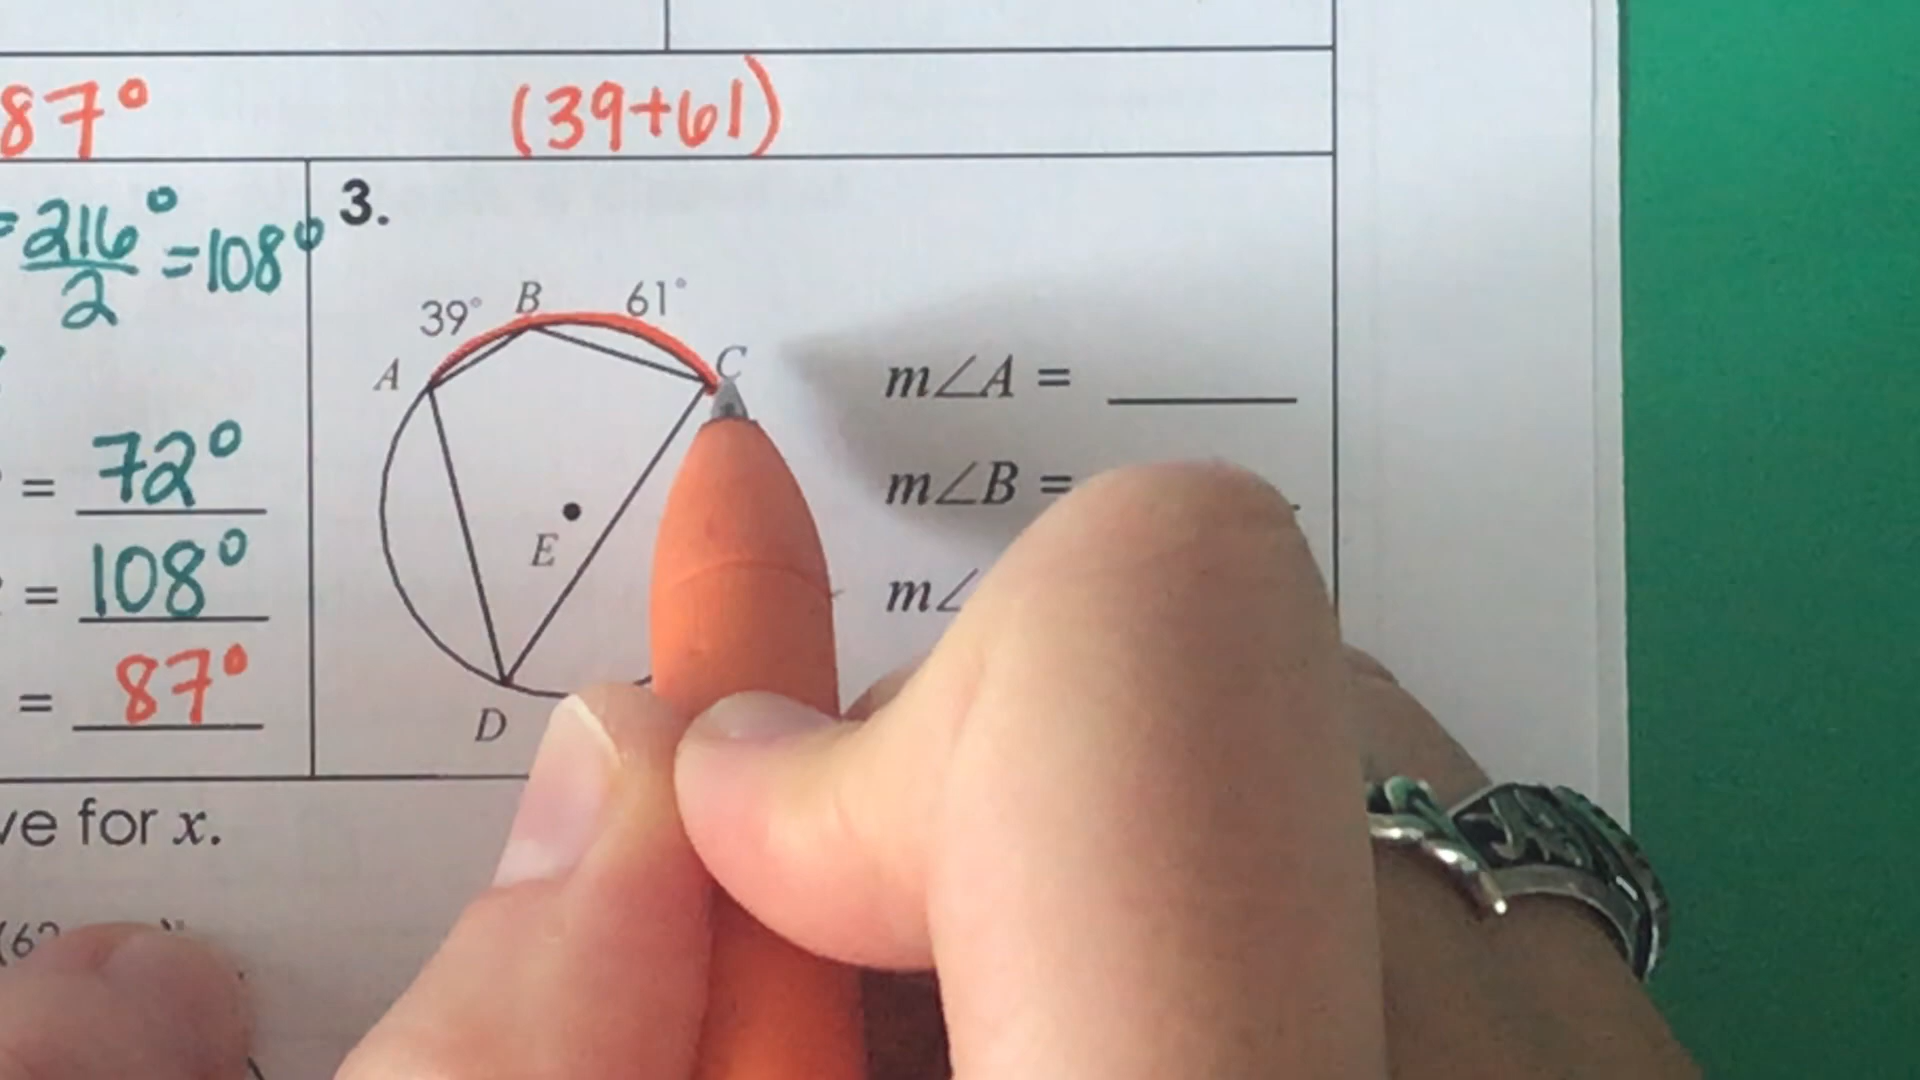 87° (39+61)
= 216°/2 = 108°
= 72°
= 108°
= 87°
3.
39° B 61°
A C
E
D
m∠A =
m∠B =
m∠
ve for x.